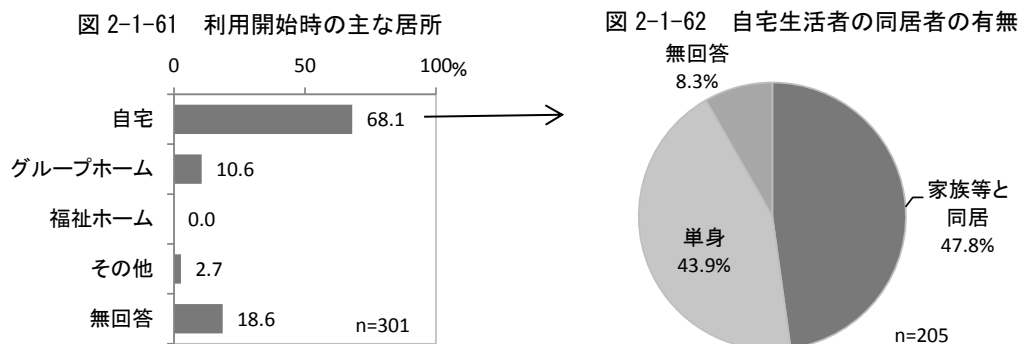 図 2-1-61　利用開始時の主な居所
0
50
100%
自宅
68.1
グループホーム
10.6
福祉ホーム
0.0
その他
2.7
無回答
18.6
n=301
図 2-1-62　自宅生活者の同居者の有無
無回答
8.3%
家族等と
同居
47.8%
単身
43.9%
n=205